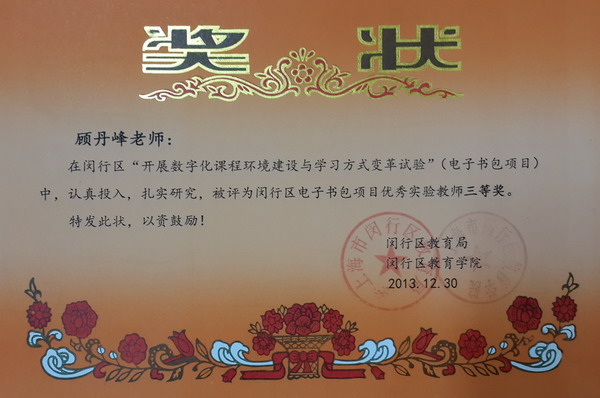 奖 状
顾丹峰老师：
在闵行区“开展数字化课程环境建设与学习方式变革试验”（电子书包项目）
中，认真投入，扎实研究，被评为闵行区电子书包项目优秀实验教师三等奖。
特发此状，以资鼓励！
闵行区教育局
闵行区教育学院
2013.12.30
上海市闵行区